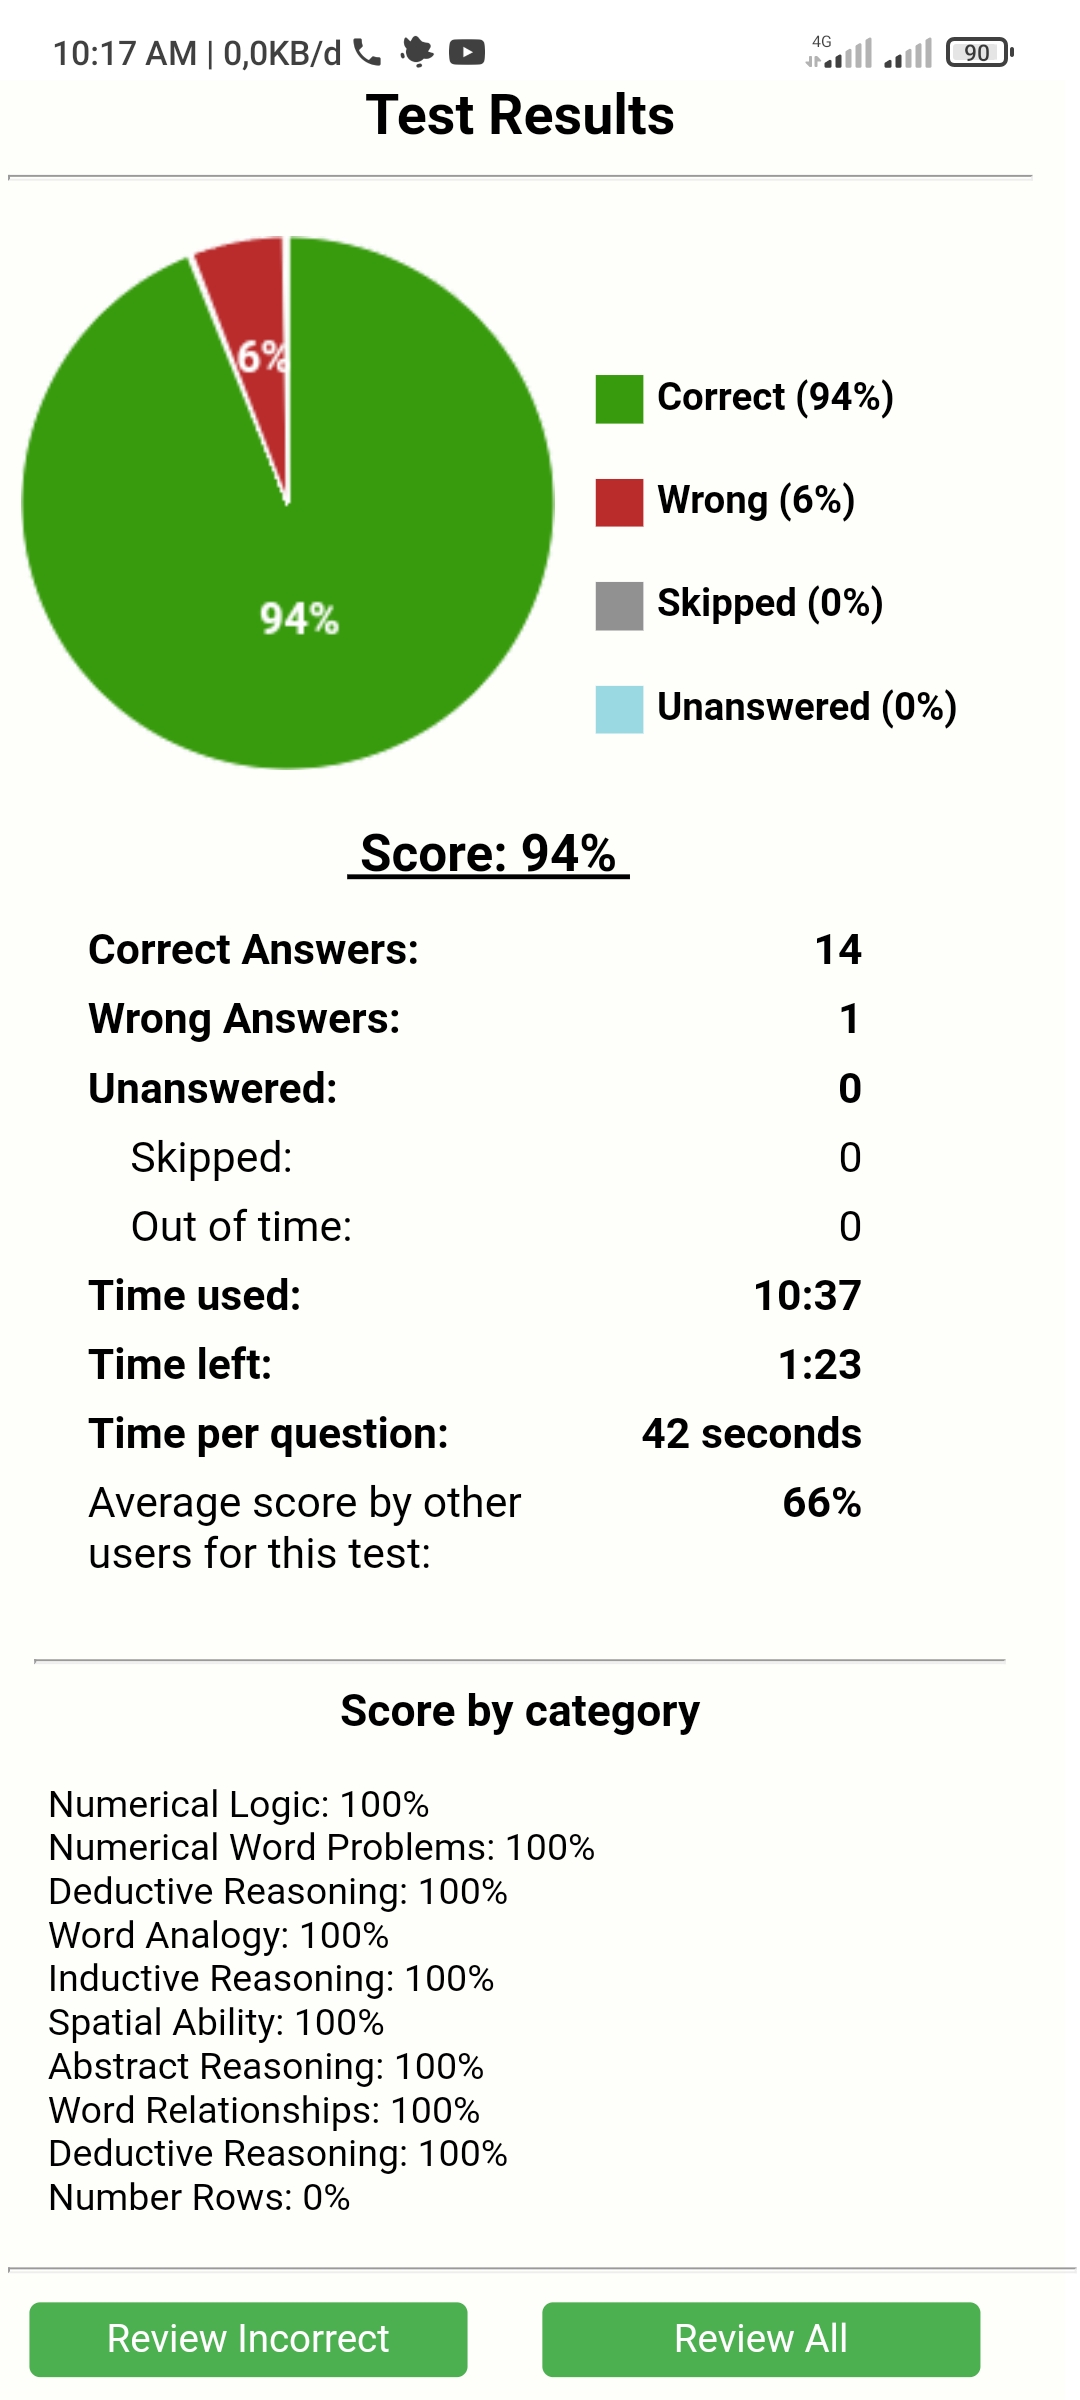 10:17 AM | 0,0KB/d
4G
90
Test Results
6%
94%
Correct (94%)
Wrong (6%)
Skipped (0%)
Unanswered (0%)
Score: 94%
Correct Answers: 14
Wrong Answers: 1
Unanswered: 0
Skipped: 0
Out of time: 0
Time used: 10:37
Time left: 1:23
Time per question: 42 seconds
Average score by other 66%
users for this test:
Score by category
Numerical Logic: 100%
Numerical Word Problems: 100%
Deductive Reasoning: 100%
Word Analogy: 100%
Inductive Reasoning: 100%
Spatial Ability: 100%
Abstract Reasoning: 100%
Word Relationships: 100%
Deductive Reasoning: 100%
Number Rows: 0%
Review Incorrect
Review All